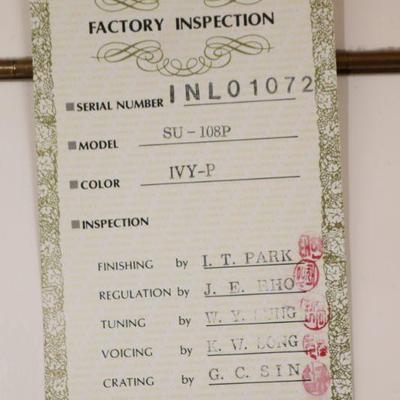 FACTORY INSPECTION
SERIAL NUMBER INL01072
MODEL SU-108P
COLOR IVY-P
INSPECTION
FINISHING by I. T. PARK
REGULATION by J. E. RHO
TUNING by W. Y.
VOICING by K. W. SONG
CRATING by G. C. SIN